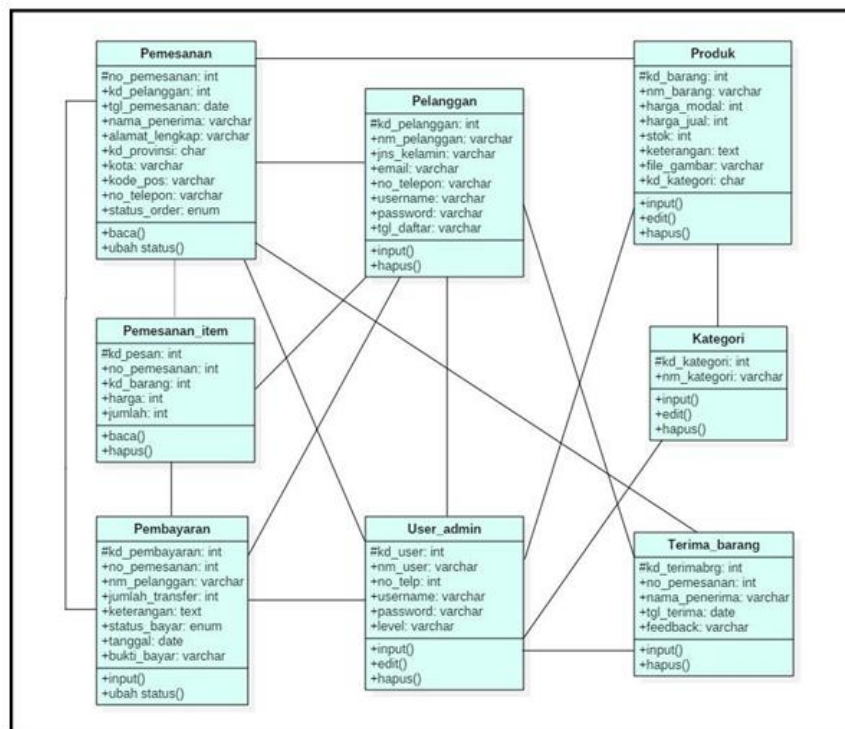 Pemesanan
#no_pemesanan: int
+kd_pelanggan: int
+tgl_pemesanan: date
+nama_penerima: varchar
+alamat_lengkap: varchar
+kd_provinsi: char
+kota: varchar
+kode_pos: varchar
+no_telepon: varchar
+status_order: enum
+baca()
+ubah status()
Pelanggan
#kd_pelanggan: int
+nm_pelanggan: varchar
+jns_kelamin: varchar
+email: varchar
+no_telepon: varchar
+username: varchar
+password: varchar
+tgl_daftar: varchar
+input()
+hapus()
Produk
#kd_barang: int
+nm_barang: varchar
+harga_modal: int
+harga_jual: int
+stok: int
+keterangan: text
+file_gambar: varchar
+kd_kategori: char
+input()
+edit()
+hapus()
Pemesanan_item
#kd_pesan: int
+no_pemesanan: int
+kd_barang: int
+harga: int
+jumlah: int
+baca()
+hapus()
Kategori
#kd_kategori: int
+nm_kategori: varchar
+input()
+edit()
+hapus()
Pembayaran
#kd_pembayaran: int
+no_pemesanan: int
+nm_pelanggan: varchar
+jumlah_transfer: int
+keterangan: text
+status_bayar: enum
+tanggal: date
+bukti_bayar: varchar
+input()
+ubah status()
User_admin
#kd_user: int
+nm_user: varchar
+no_telp: int
+username: varchar
+password: varchar
+level: varchar
+input()
+edit()
+hapus()
Terima_barang
#kd_terimabrg: int
+no_pemesanan: int
+nama_penerima: varchar
+tgl_terima: date
+feedback: varchar
+input()
+hapus()